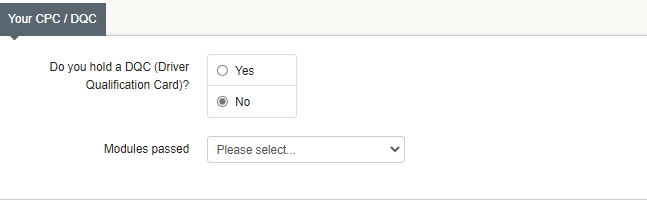 Your CPC / DQC
Do you hold a DQC (Driver
Qualification Card)?
Yes
No
Modules passed
Please select...